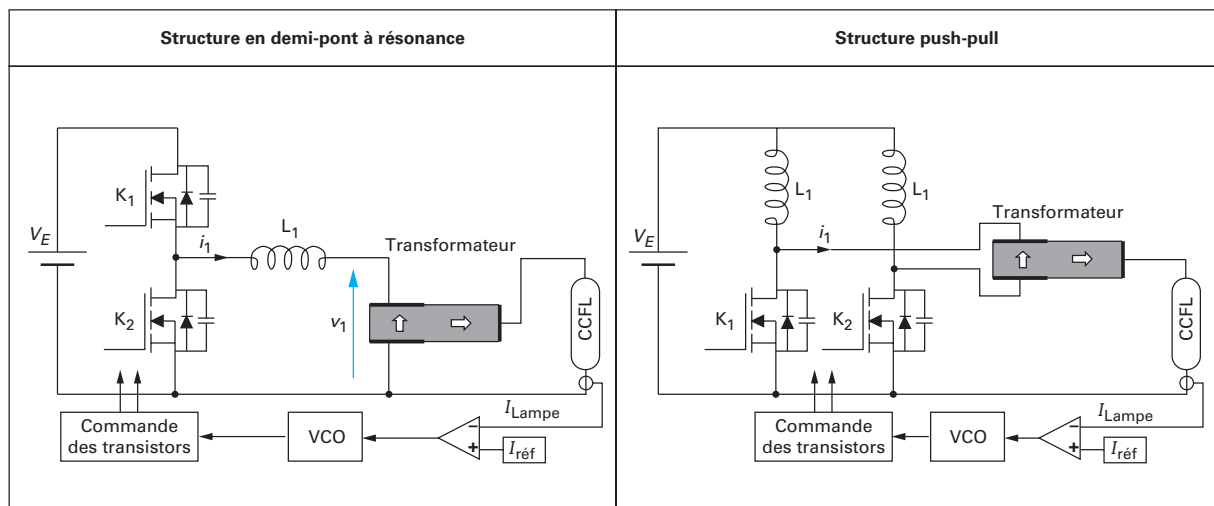 Structure en demi-pont à résonance
K1
VE
i1
L1
Transformateur
K2
v1
CCFL
ILampe
Commande
des transistors
VCO
−
+
Iréf
Structure push-pull
L1
L1
Transformateur
VE
i1
K1
K2
CCFL
ILampe
Commande
des transistors
VCO
−
+
Iréf